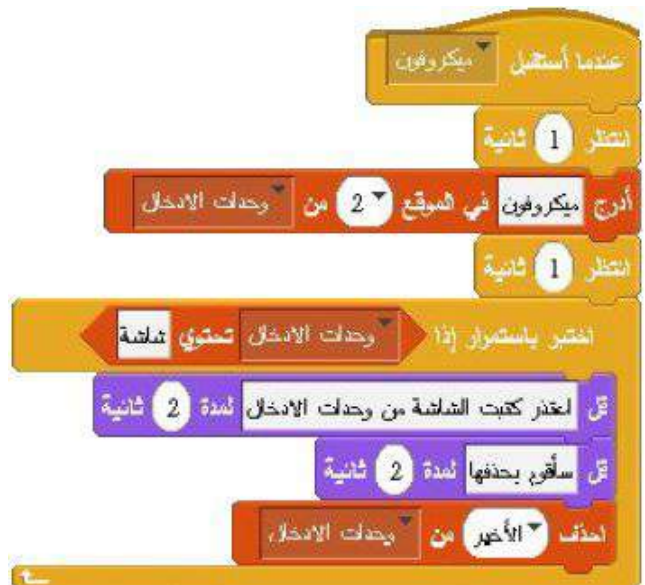 عندما أستقبل ميكروفون
انتظر 1 ثانية
أدرج ميكروفون في الموقع 2 من وحدات الادخال
انتظر 1 ثانية
اختبر باستمرار إذا وحدات الادخال تحتوي شاشة
قل اعتذر كتبت الشاشة من وحدات الادخال لمدة 2 ثانية
قل سأقوم بحذفها لمدة 2 ثانية
احذف الأخير من وحدات الادخال